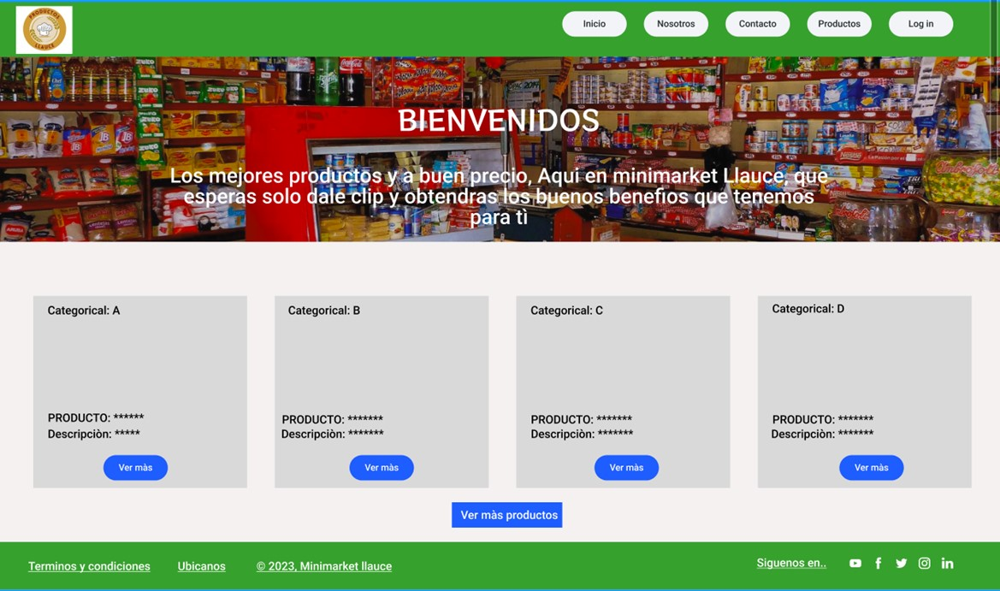 PRODUCTOS
LLAUCE
Inicio
Nosotros
Contacto
Productos
Log in
BIENVENIDOS
Los mejores productos y a buen precio, Aqui en minimarket Llauce, que
esperas solo dale clip y obtendras los buenos benefios que tenemos
para tì
Categorical: A
Categorical: B
Categorical: C
Categorical: D
PRODUCTO: ******
Descripciòn: *****
PRODUCTO: *******
Descripciòn: *******
PRODUCTO: *******
Descripciòn: *******
PRODUCTO: *******
Descripciòn: *******
Ver màs
Ver màs
Ver màs
Ver màs
Ver màs productos
Terminos y condiciones
Ubicanos
© 2023, Minimarket llauce
Siguenos en..